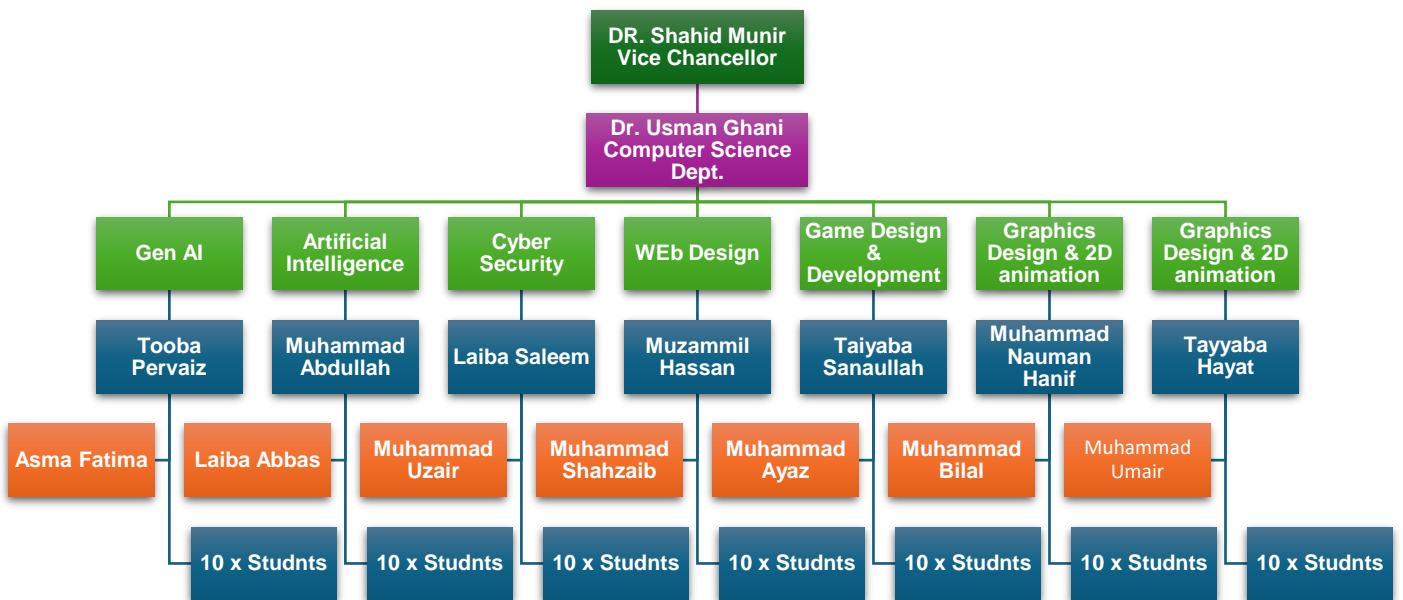 DR. Shahid Munir
Vice Chancellor
Dr. Usman Ghani
Computer Science
Dept.
Gen AI
Artificial
Intelligence
Cyber
Security
WEb Design
Game Design
&
Development
Graphics
Design & 2D
animation
Graphics
Design & 2D
animation
Tooba
Pervaiz
Muhammad
Abdullah
Laiba Saleem
Muzammil
Hassan
Taiyaba
Sanaullah
Muhammad
Nauman
Hanif
Tayyaba
Hayat
Asma Fatima
Laiba Abbas
Muhammad
Uzair
Muhammad
Shahzaib
Muhammad
Ayaz
Muhammad
Bilal
Muhammad
Umair
10 x Studnts
10 x Studnts
10 x Studnts
10 x Studnts
10 x Studnts
10 x Studnts
10 x Studnts